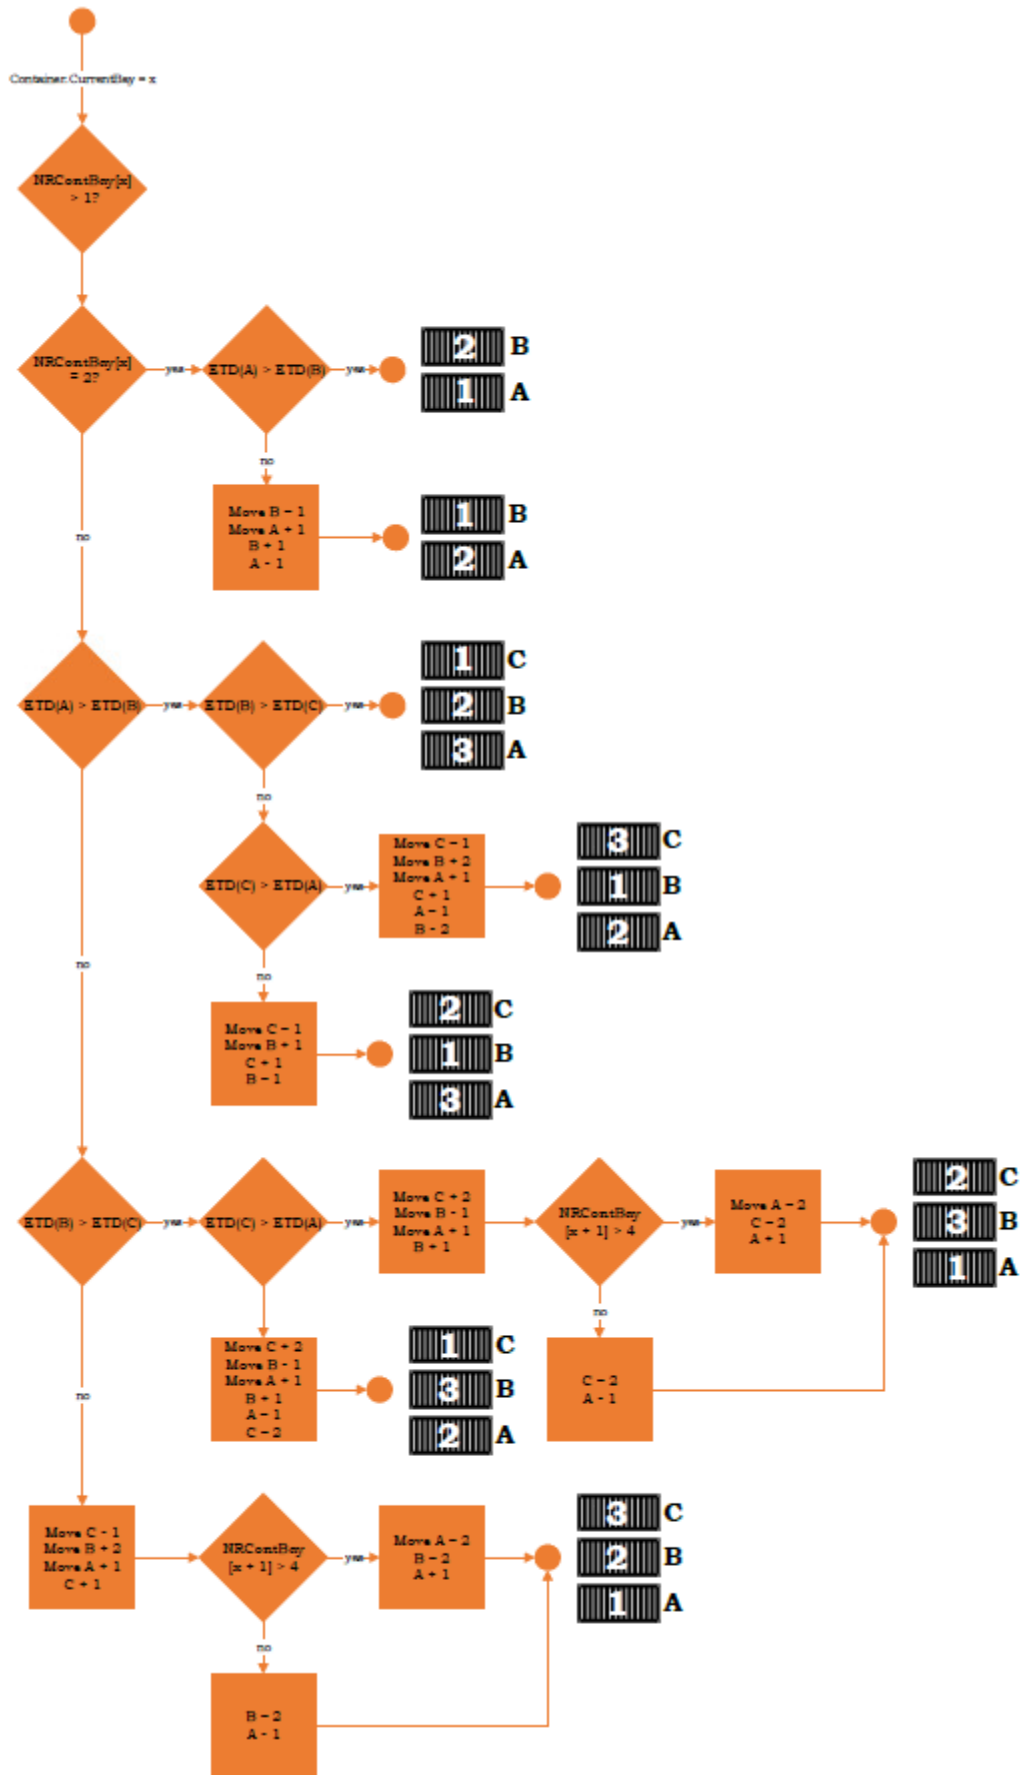 Container.CurrentBay = x
NRContBay[x]
> 1?
NRContBay[x]
= 2?
yes
ETD(A) > ETD(B)
yes
2 B
1 A
no
Move B - 1
Move A + 1
B + 1
A - 1
1 B
2 A
no
ETD(A) > ETD(B)
yes
ETD(B) > ETD(C)
yes
1 C
2 B
3 A
no
ETD(C) > ETD(A)
yes
Move C - 1
Move B + 2
Move A + 1
C + 1
A - 1
B - 2
3 C
1 B
2 A
no
no
Move C - 1
Move B + 1
C + 1
B - 1
2 C
1 B
3 A
ETD(B) > ETD(C)
yes
ETD(C) > ETD(A)
yes
Move C + 2
Move B - 1
Move A + 1
B + 1
NRContBay
[x + 1] > 4
yes
Move A - 2
C - 2
A + 1
2 C
3 B
1 A
no
C - 2
A - 1
Move C + 2
Move B - 1
Move A + 1
B + 1
A - 1
C - 2
1 C
3 B
2 A
no
Move C - 1
Move B + 2
Move A + 1
C + 1
NRContBay
[x + 1] > 4
yes
Move A - 2
B - 2
A + 1
3 C
2 B
1 A
no
B - 2
A - 1